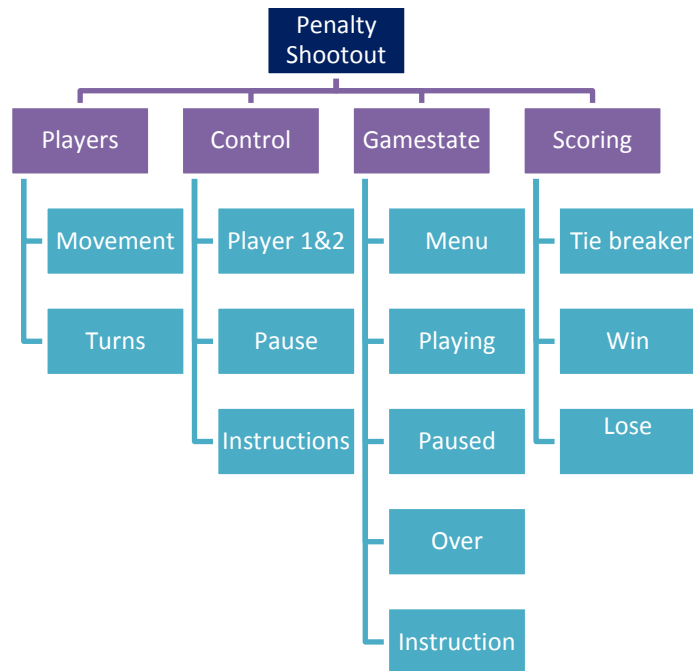 Penalty
Shootout
Players
Control
Gamestate
Scoring
Movement
Player 1&2
Menu
Tie breaker
Turns
Pause
Playing
Win
Instructions
Paused
Lose
Over
Instruction